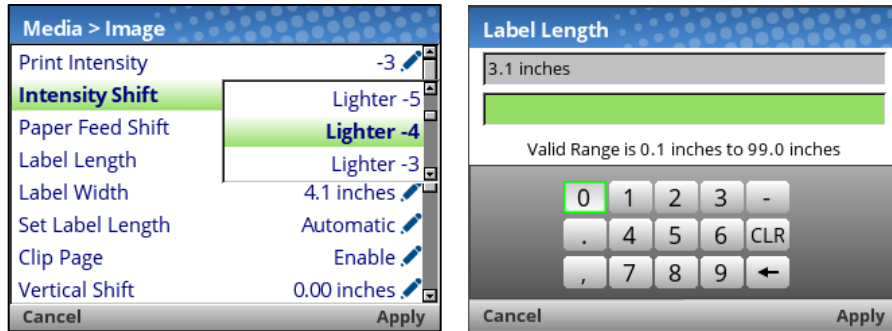 Media > Image
Print Intensity -3
Intensity Shift
Lighter -5
Paper Feed Shift Lighter -4
Label Length Lighter -3
Label Width 4.1 inches
Set Label Length Automatic
Clip Page Enable
Vertical Shift 0.00 inches
Cancel Apply
Label Length
3.1 inches
Valid Range is 0.1 inches to 99.0 inches
0 1 2 3 -
. 4 5 6 CLR
, 7 8 9 ←
Cancel Apply